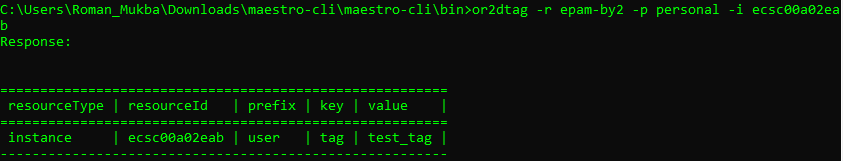 C:\Users\Roman_Mukba\Downloads\maestro-cli\maestro-cli\bin>or2dtag -r epam-by2 -p personal -i ecsc00a02ea
b
Response:
========================================================
resourceType | resourceId | prefix | key | value |
========================================================
instance | ecsc00a02eab | user | tag | test_tag |
--------------------------------------------------------